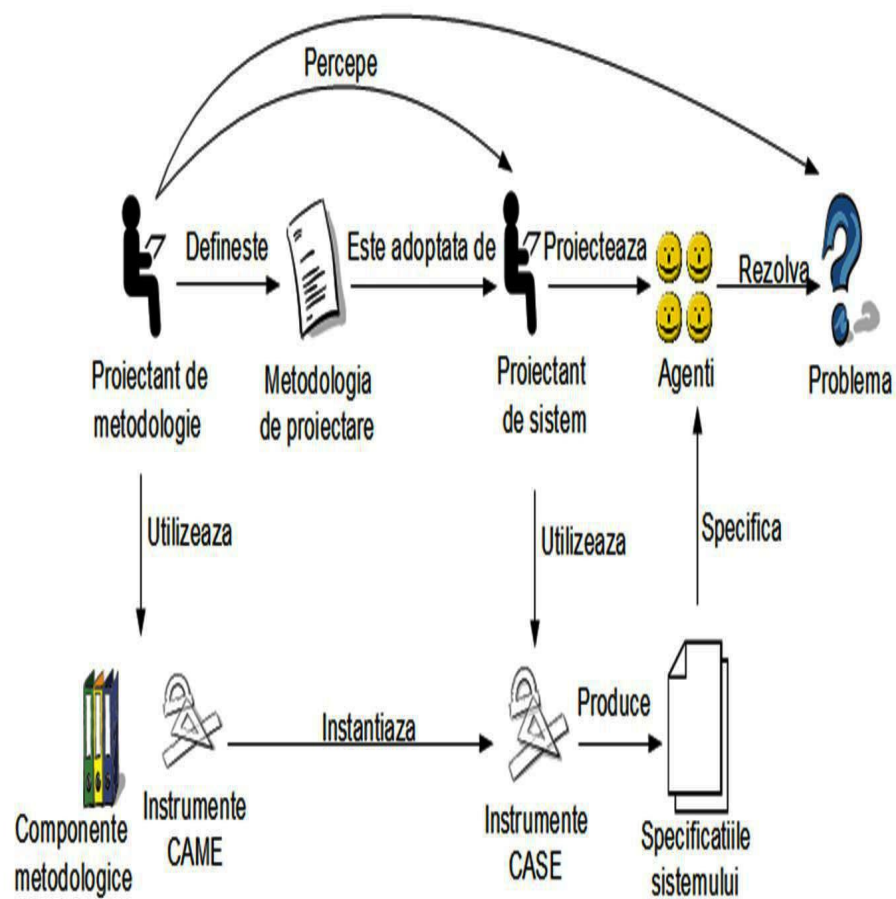 Percepe
Defineste
Este adoptata de
Proiecteaza
Rezolva
Proiectant de
metodologie
Metodologia
de proiectare
Proiectant
de sistem
Agenti
Problema
Utilizeaza
Utilizeaza
Specifica
Instantiaza
Produce
Componente
metodologice
Instrumente
CAME
Instrumente
CASE
Specificatiile
sistemului